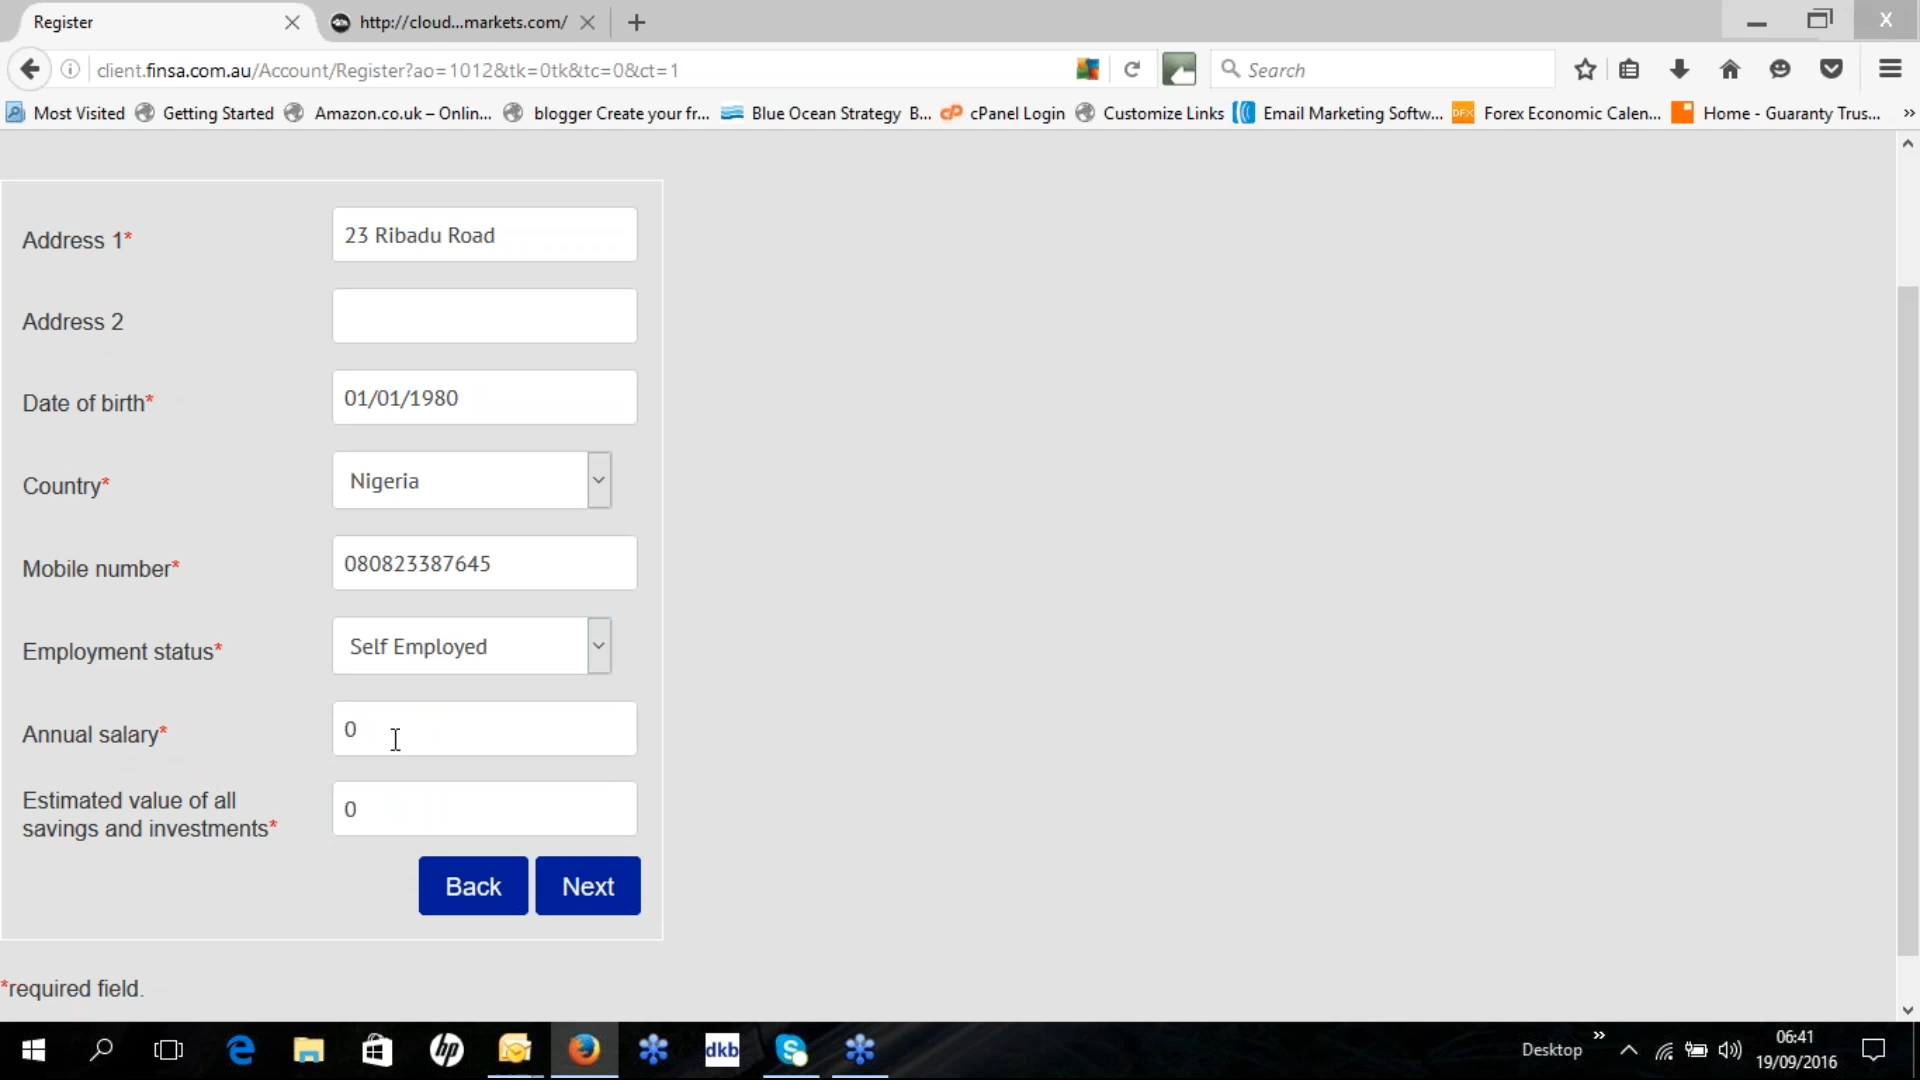 Register
http://cloud...markets.com/
X
client.finsa.com.au/Account/Register?ao=1012&tk=0tk&tc=0&ct=1
Search
Most Visited
Getting Started
Amazon.co.uk – Onlin...
blogger Create your fr...
Blue Ocean Strategy B...
cP
cPanel Login
Customize Links
Email Marketing Softw...
DFX
Forex Economic Calen...
Home - Guaranty Trus...
»
Address 1*
23 Ribadu Road
Address 2
Date of birth*
01/01/1980
Country*
Nigeria
Mobile number*
080823387645
Employment status*
Self Employed
Annual salary*
0
Estimated value of all
savings and investments*
0
Back
Next
*required field.
hp
dkb
Desktop
»
06:41
19/09/2016